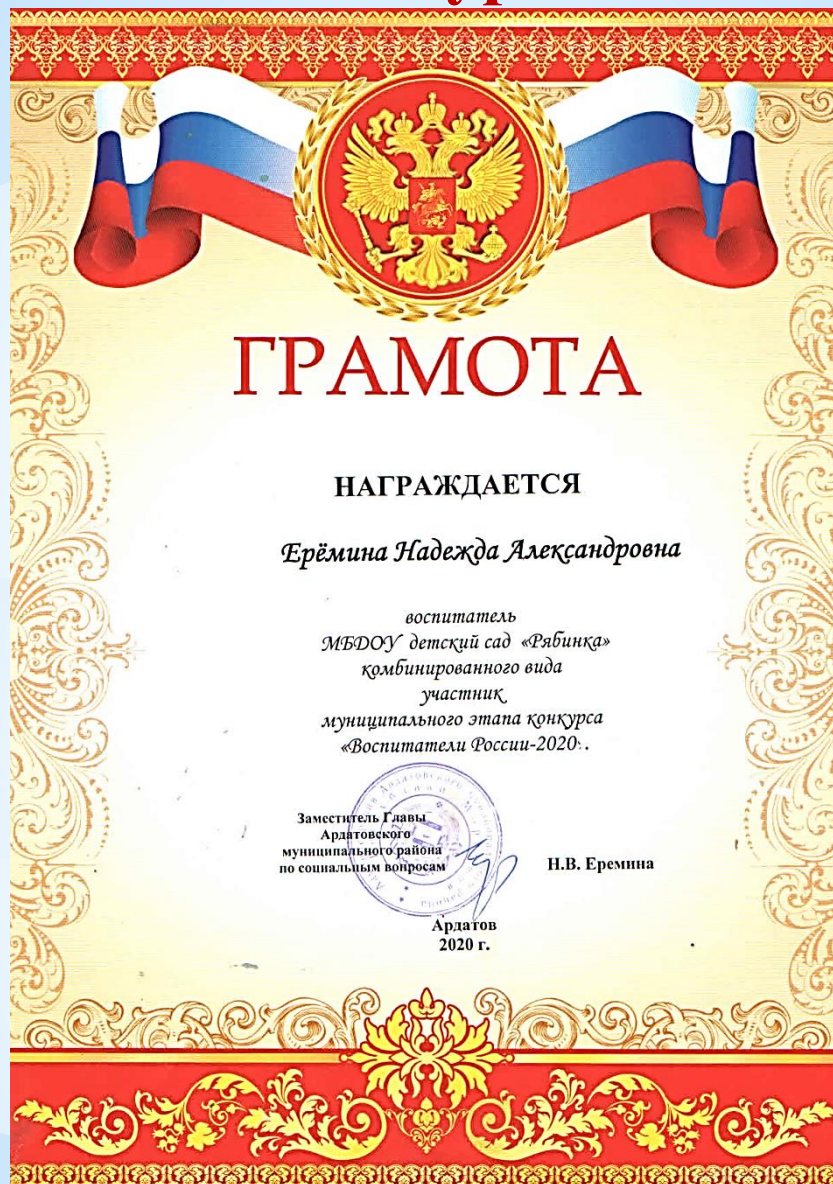 ГРАМОТА
НАГРАЖДАЕТСЯ
Ерёмина Надежда Александровна
воспитатель
МБДОУ детский сад «Рябинка»
комбинированного вида
участник
муниципального этапа конкурса
«Воспитатели России-2020».
Заместитель Главы
Ардатовского
муниципального района
по социальным вопросам
Н.В. Еремина
Ардатов
2020 г.